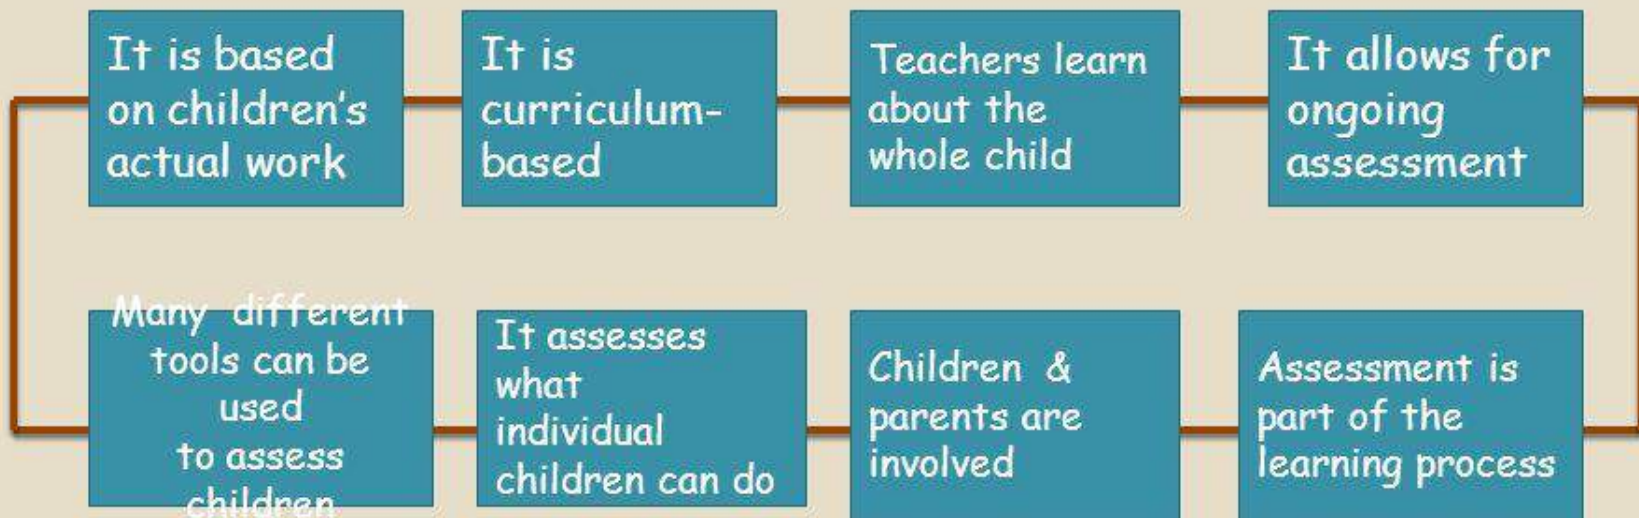 It is based
on children's
actual work
It is
curriculum-
based
Teachers learn
about the
whole child
It allows for
ongoing
assessment
Many different
tools can be
used
to assess
children
It assesses
what
individual
children can do
Children &
parents are
involved
Assessment is
part of the
learning process